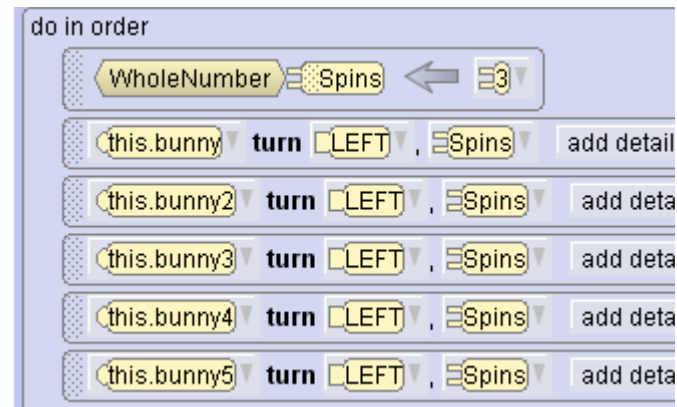 do in order
WholeNumber Spins 3
this.bunny turn LEFT , Spins add detail
this.bunny2 turn LEFT , Spins add deta
this.bunny3 turn LEFT , Spins add deta
this.bunny4 turn LEFT , Spins add deta
this.bunny5 turn LEFT , Spins add deta